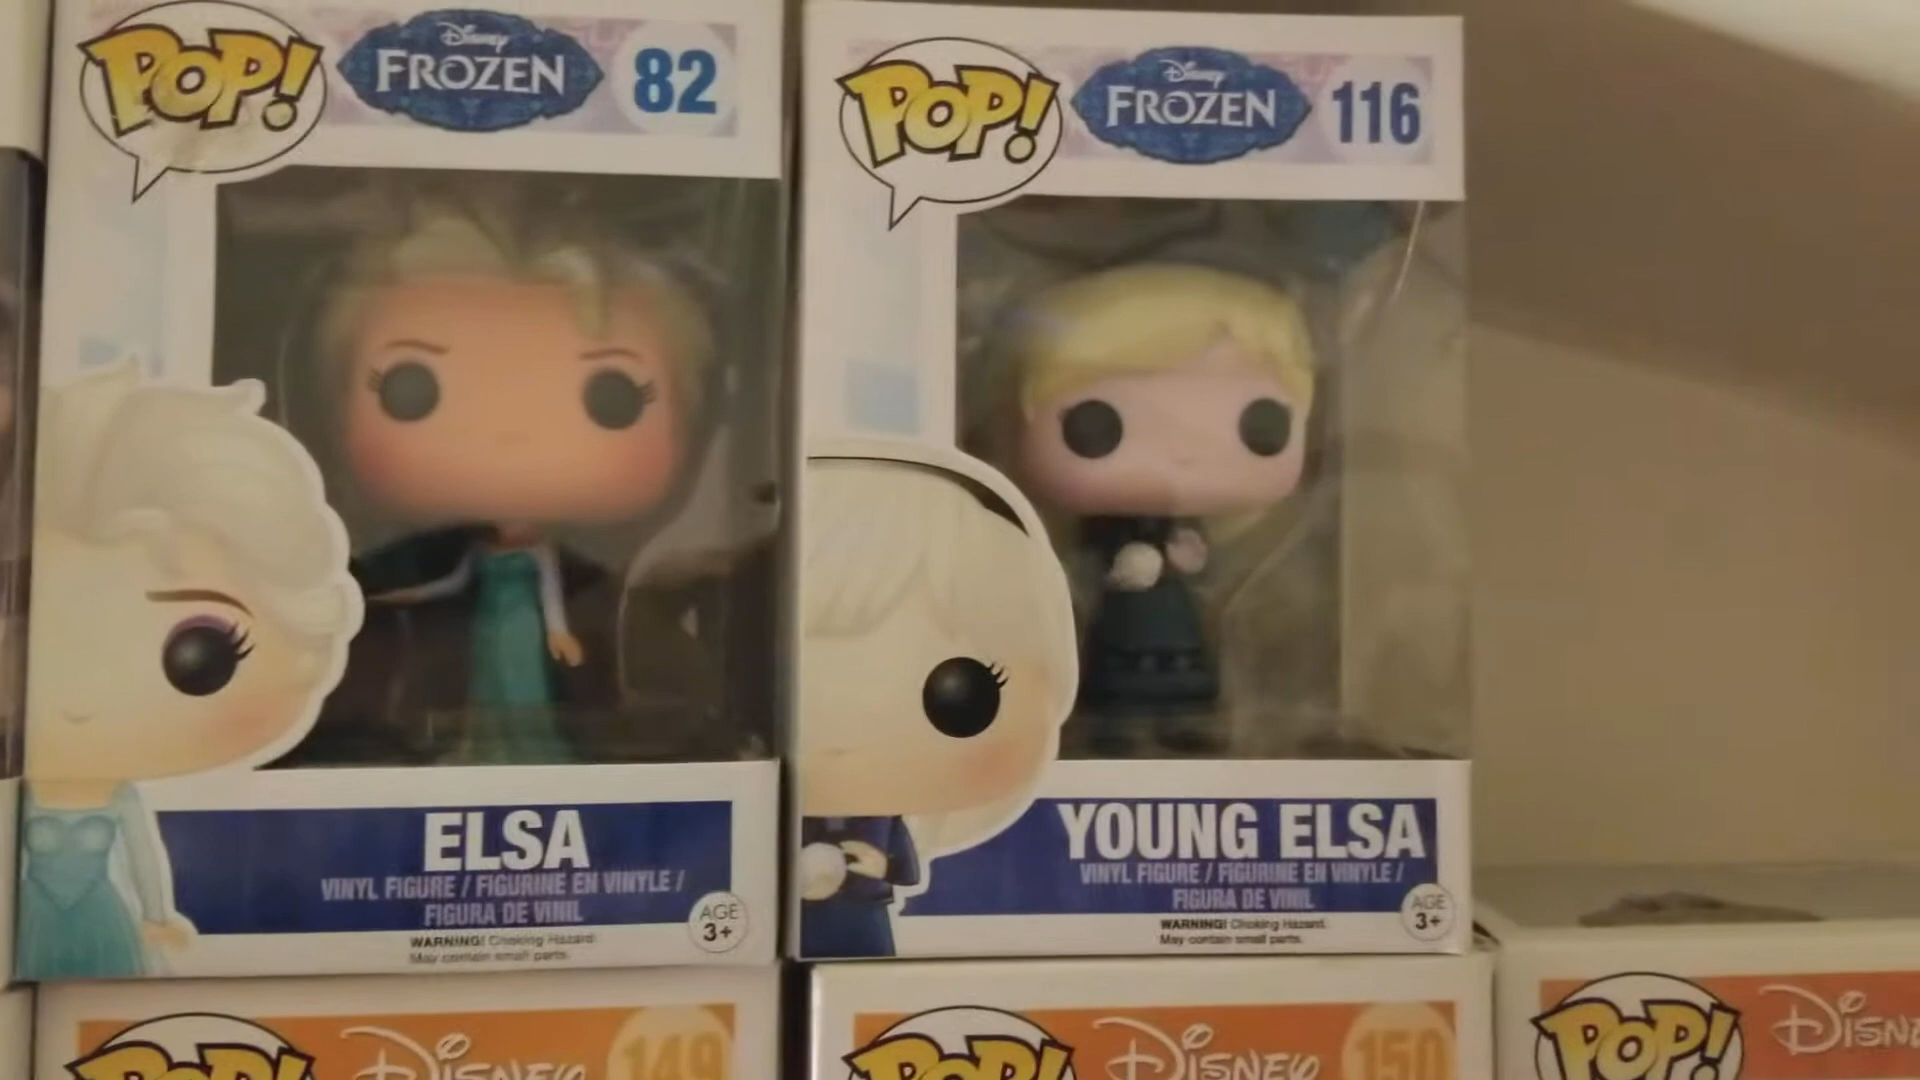 POP!
Disney
FROZEN
82
ELSA
VINYL FIGURE / FIGURINE EN VINYLE /
FIGURA DE VINIL
WARNING! Choking Hazard.
May contain small parts.
AGE
3+
POP!
Disney
FROZEN
116
YOUNG ELSA
VINYL FIGURE / FIGURINE EN VINYLE /
FIGURA DE VINIL
WARNING! Choking Hazard.
May contain small parts.
AGE
3+
POP!
DISNEY
149
POP!
DISNEY
150
POP!
DISN